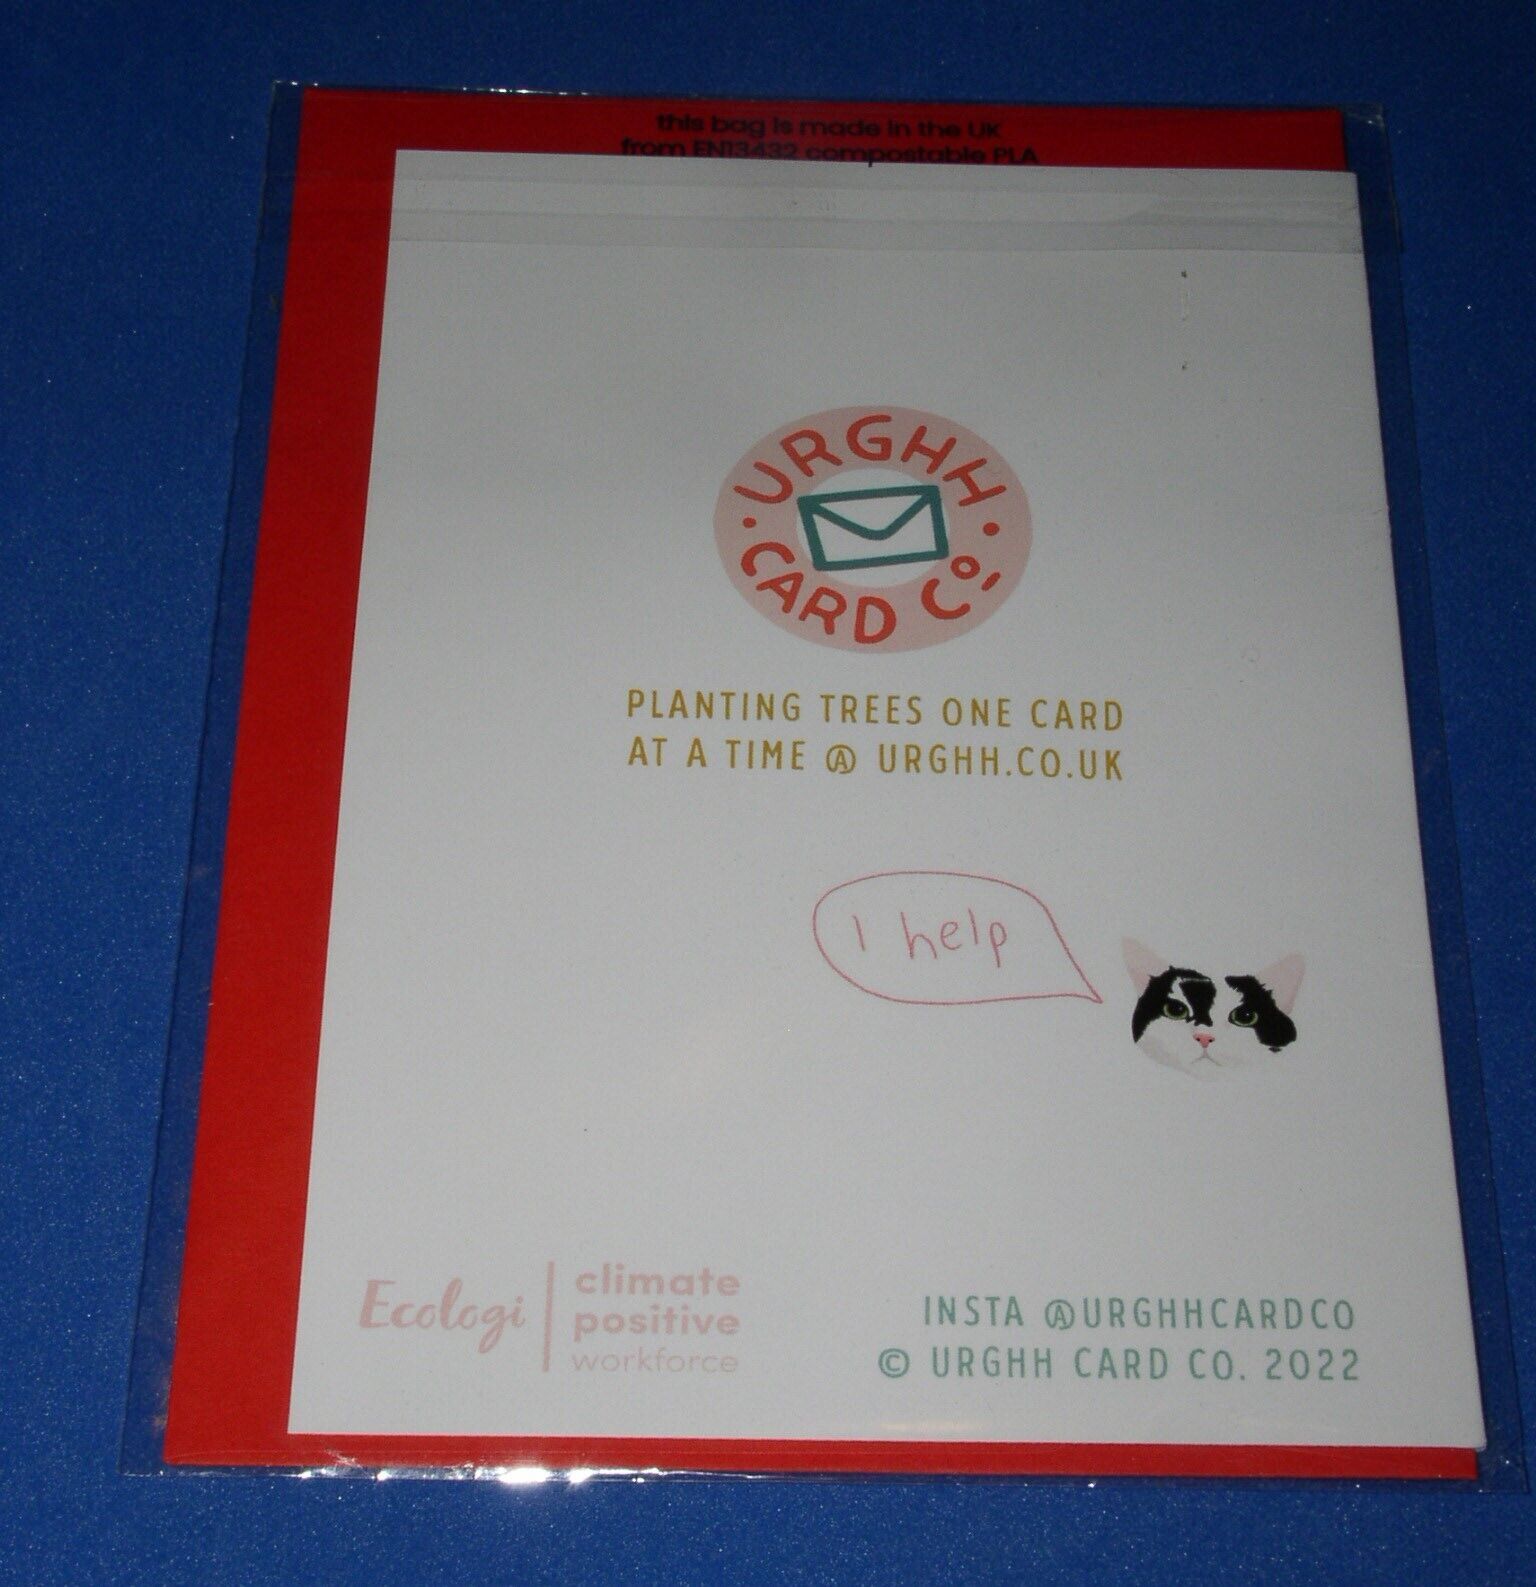 this bag is made in the UK
from EN13432 compostable PLA
URGHH
CARD Co.
PLANTING TREES ONE CARD
AT A TIME @ URGHH.CO.UK
I help
Ecologi
climate
positive
workforce
INSTA @URGHHCARDCO
© URGHH CARD CO. 2022